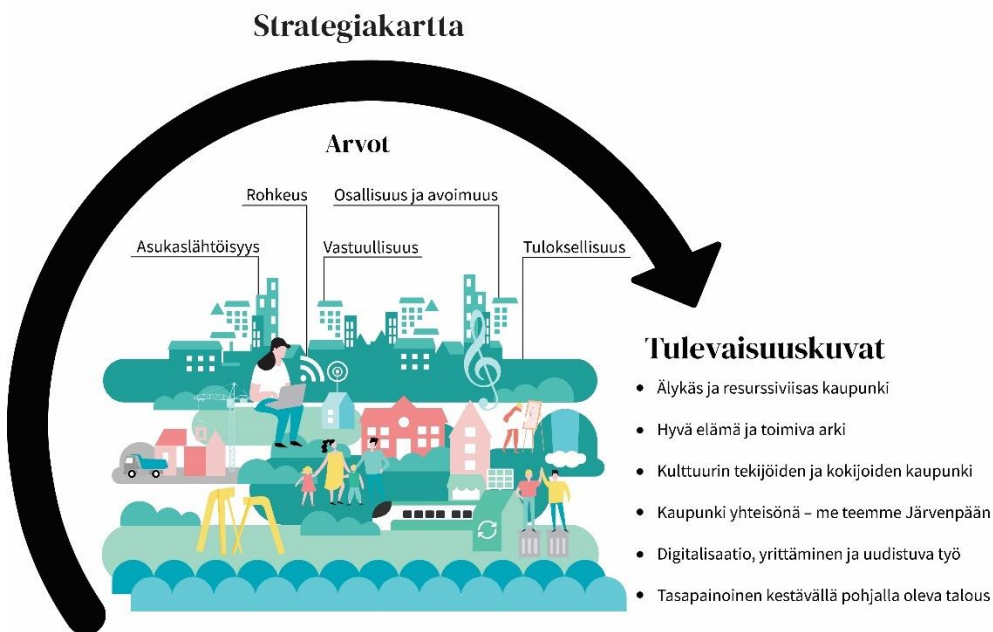 Strategiakartta
Arvot
Rohkeus
Osallisuus ja avoimuus
Asukaslähtöisyys
Vastuullisuus
Tuloksellisuus
Tulevaisuuskuvat
• Älykäs ja resurssiviisas kaupunki
• Hyvä elämä ja toimiva arki
• Kulttuurin tekijöiden ja kokijoiden kaupunki
• Kaupunki yhteisönä – me teemme Järvenpään
• Digitalisaatio, yrittäminen ja uudistuva työ
• Tasapainoinen kestävällä pohjalla oleva talous